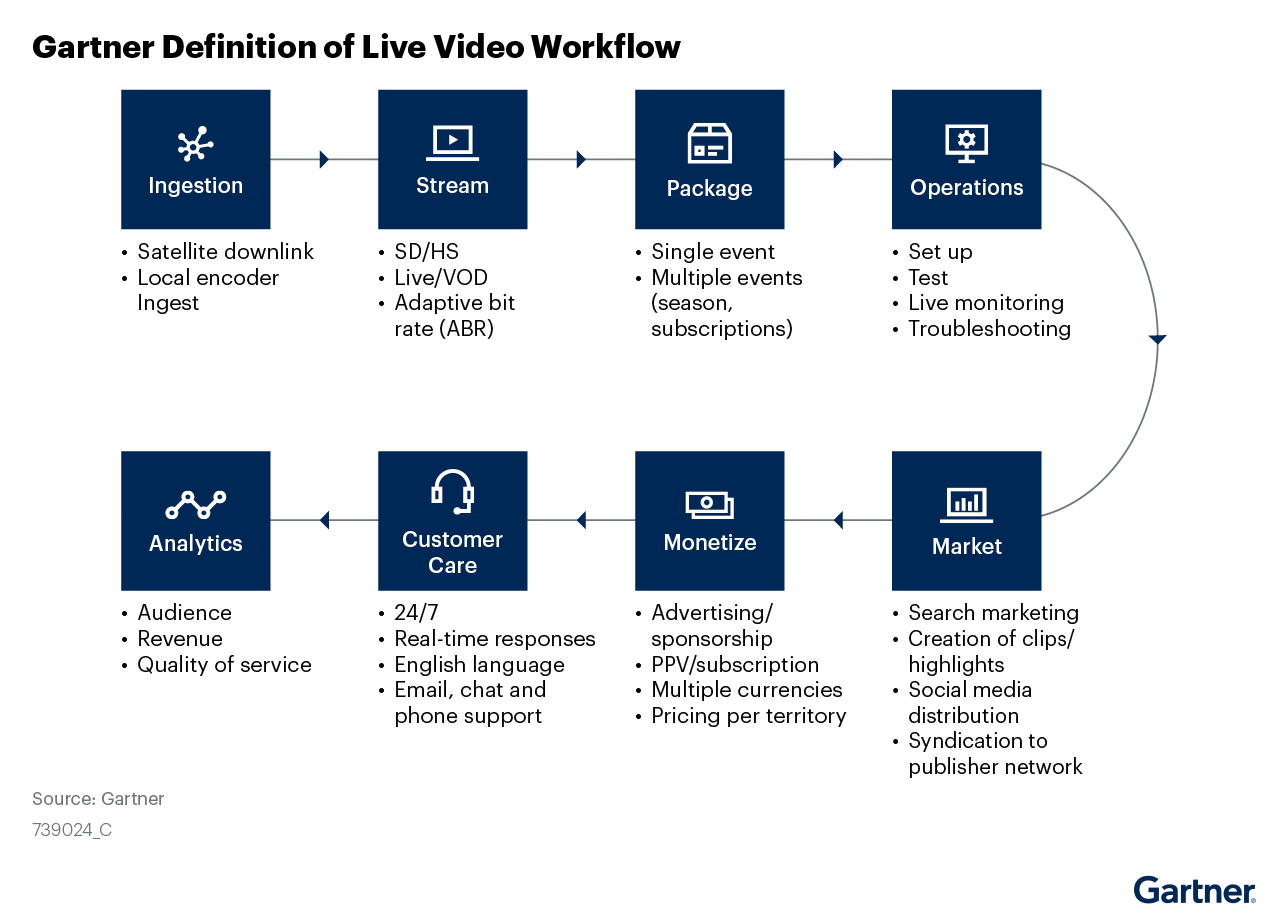 Gartner Definition of Live Video Workflow
Ingestion
• Satellite downlink
• Local encoder
Ingest
Stream
• SD/HS
• Live/VOD
• Adaptive bit
rate (ABR)
Package
• Single event
• Multiple events
(season,
subscriptions)
Operations
• Set up
• Test
• Live monitoring
• Troubleshooting
Market
• Search marketing
• Creation of clips/
highlights
• Social media
distribution
• Syndication to
publisher network
Monetize
• Advertising/
sponsorship
• PPV/subscription
• Multiple currencies
• Pricing per territory
Customer
Care
• 24/7
• Real-time responses
• English language
• Email, chat and
phone support
Analytics
• Audience
• Revenue
• Quality of service
Source: Gartner
739024_C
Gartner®